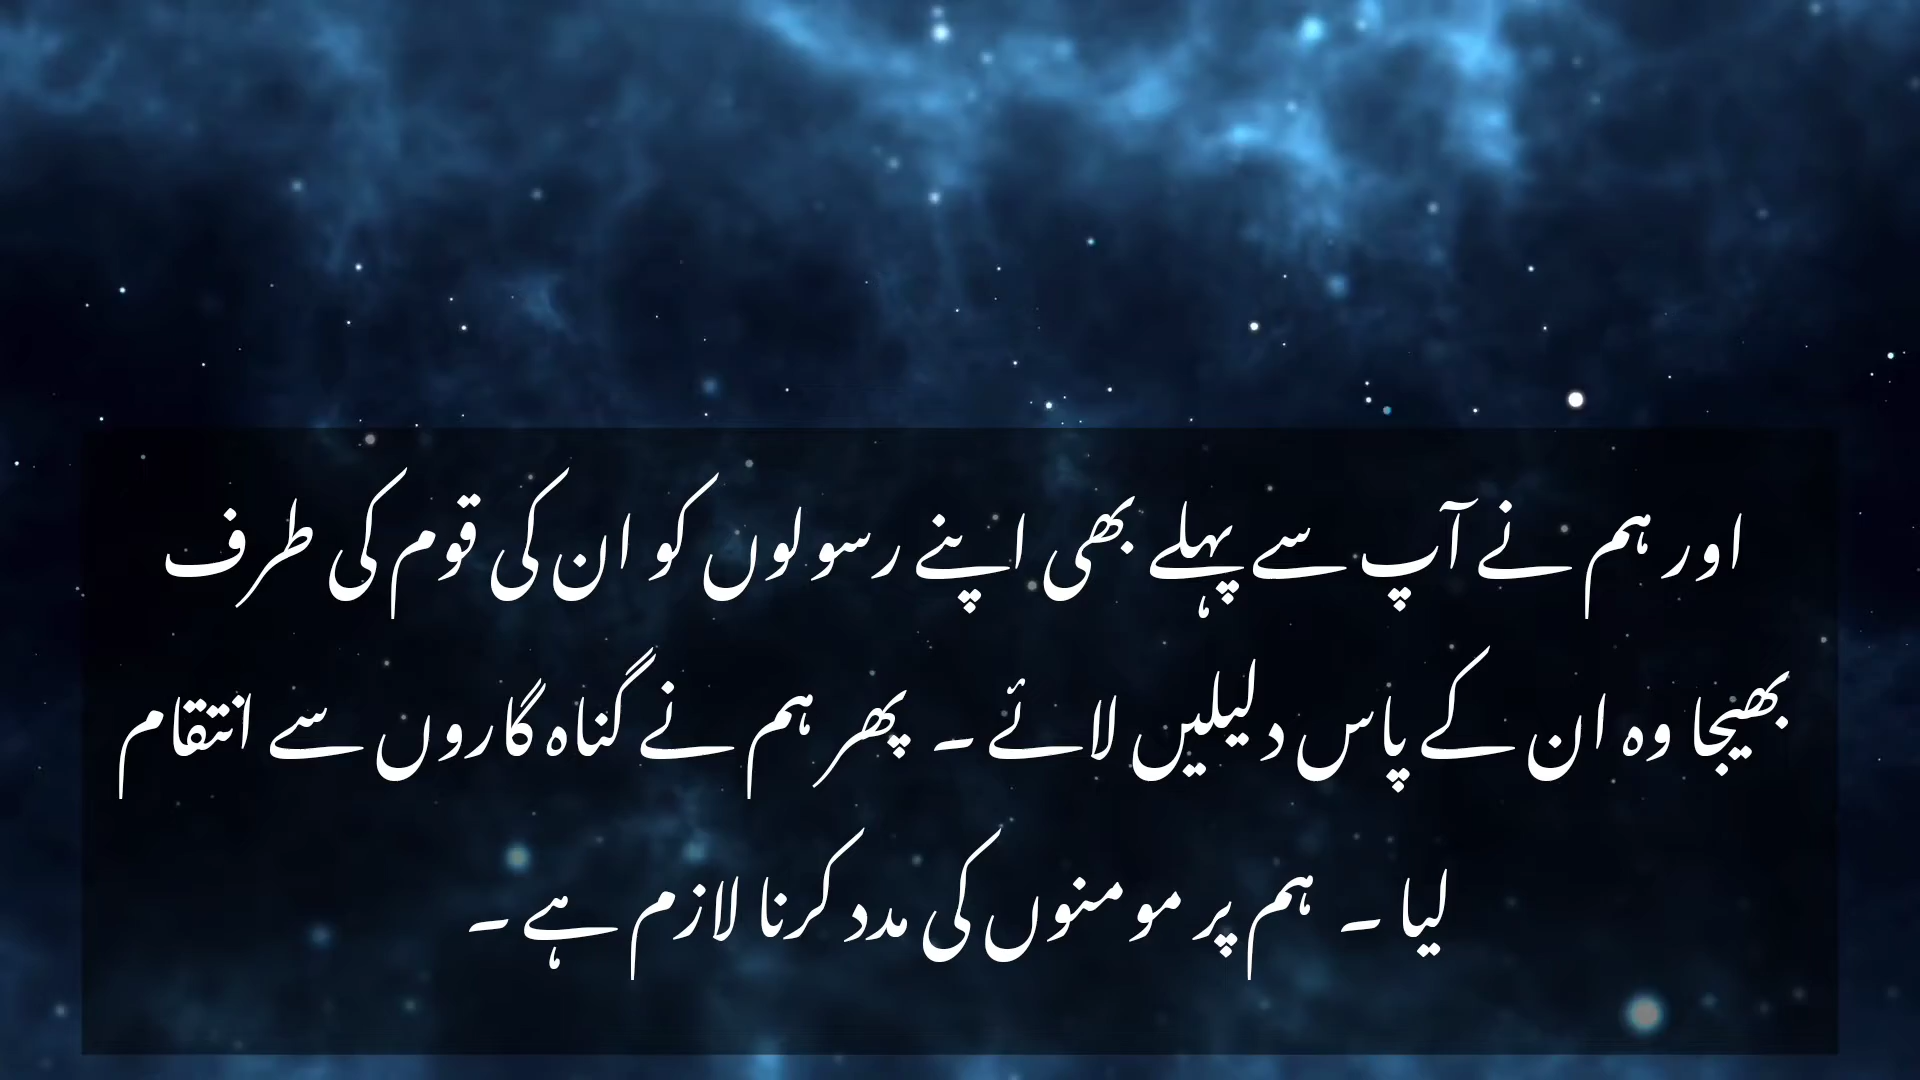 اور ہم نے آپ سے پہلے بھی اپنے رسولوں کو ان کی قوم کی طرف
بھیجا وہ ان کے پاس دلیلیں لائے ۔ پھر ہم نے گناہ گاروں سے انتقام
لیا ۔ ہم پر مومنوں کی مدد کرنا لازم ہے ۔